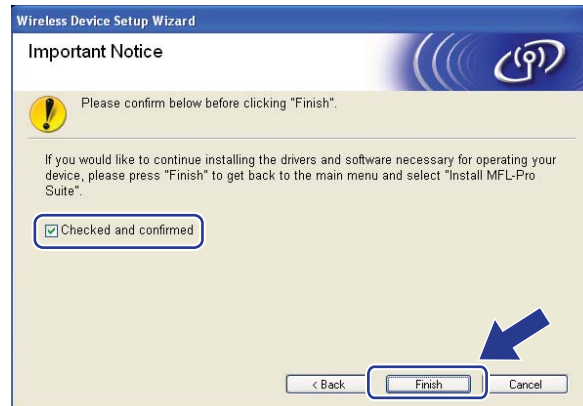 Wireless Device Setup Wizard
Important Notice
Please confirm below before clicking "Finish".
If you would like to continue installing the drivers and software necessary for operating your
device, please press "Finish" to get back to the main menu and select "Install MFL-Pro
Suite".
Checked and confirmed
< Back Finish Cancel